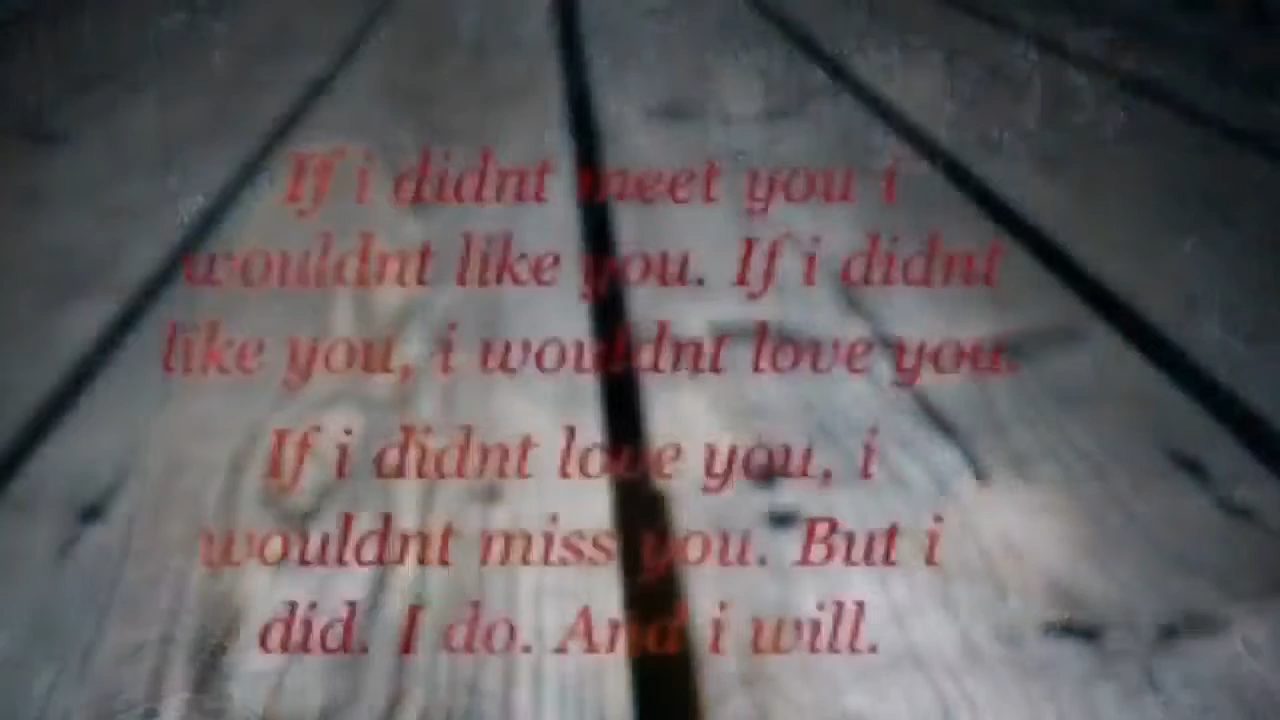 If i didnt meet you i
wouldnt like you. If i didnt
like you, i wouldnt love you.
If i didnt love you, i
wouldnt miss you. But i
did. I do. And i will.